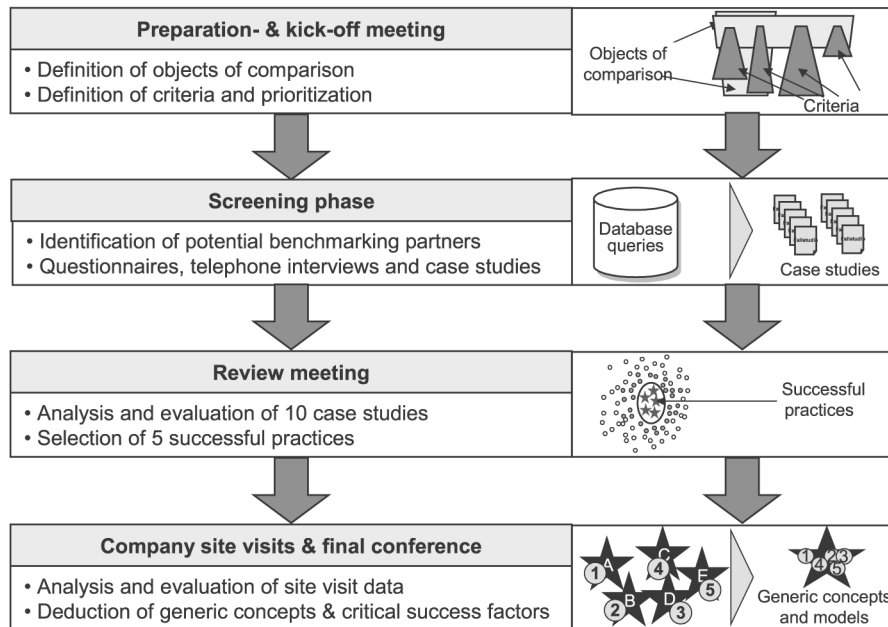 Preparation- & kick-off meeting
• Definition of objects of comparison
• Definition of criteria and prioritization
Objects of
comparison
Criteria
Screening phase
• Identification of potential benchmarking partners
• Questionnaires, telephone interviews and case studies
Database
queries
Case studies
Review meeting
• Analysis and evaluation of 10 case studies
• Selection of 5 successful practices
Successful
practices
Company site visits & final conference
• Analysis and evaluation of site visit data
• Deduction of generic concepts & critical success factors
A
1
B
2
C
4
D
3
E
5
1
2
3
4
5
Generic concepts
and models